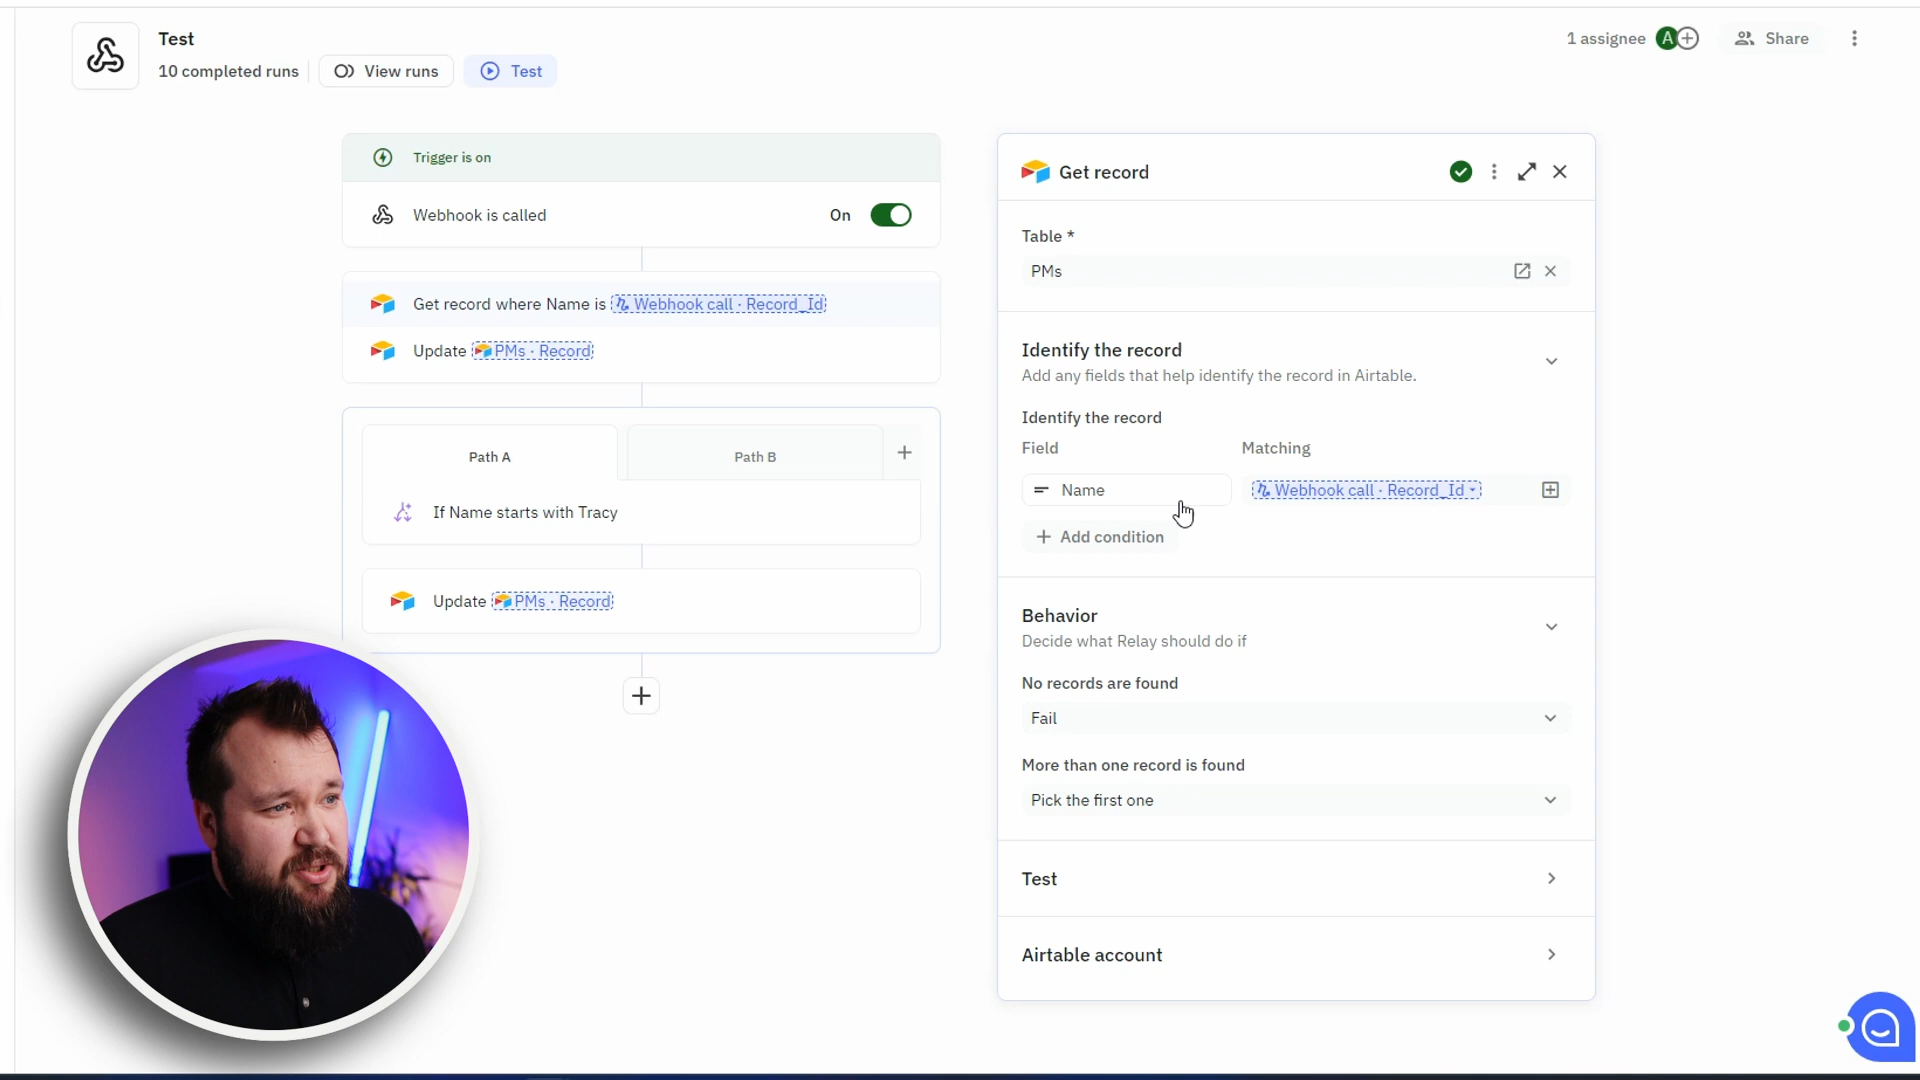 Test
10 completed runs
View runs
Test
1 assignee
A
Share
Trigger is on
Webhook is called
On
Get record where Name is Webhook call · Record_Id
Update PMs · Record
Path A
Path B
If Name starts with Tracy
Update PMs · Record
Get record
Table *
PMs
Identify the record
Add any fields that help identify the record in Airtable.
Identify the record
Field
Matching
Name
Webhook call · Record_Id
Add condition
Behavior
Decide what Relay should do if
No records are found
Fail
More than one record is found
Pick the first one
Test
Airtable account